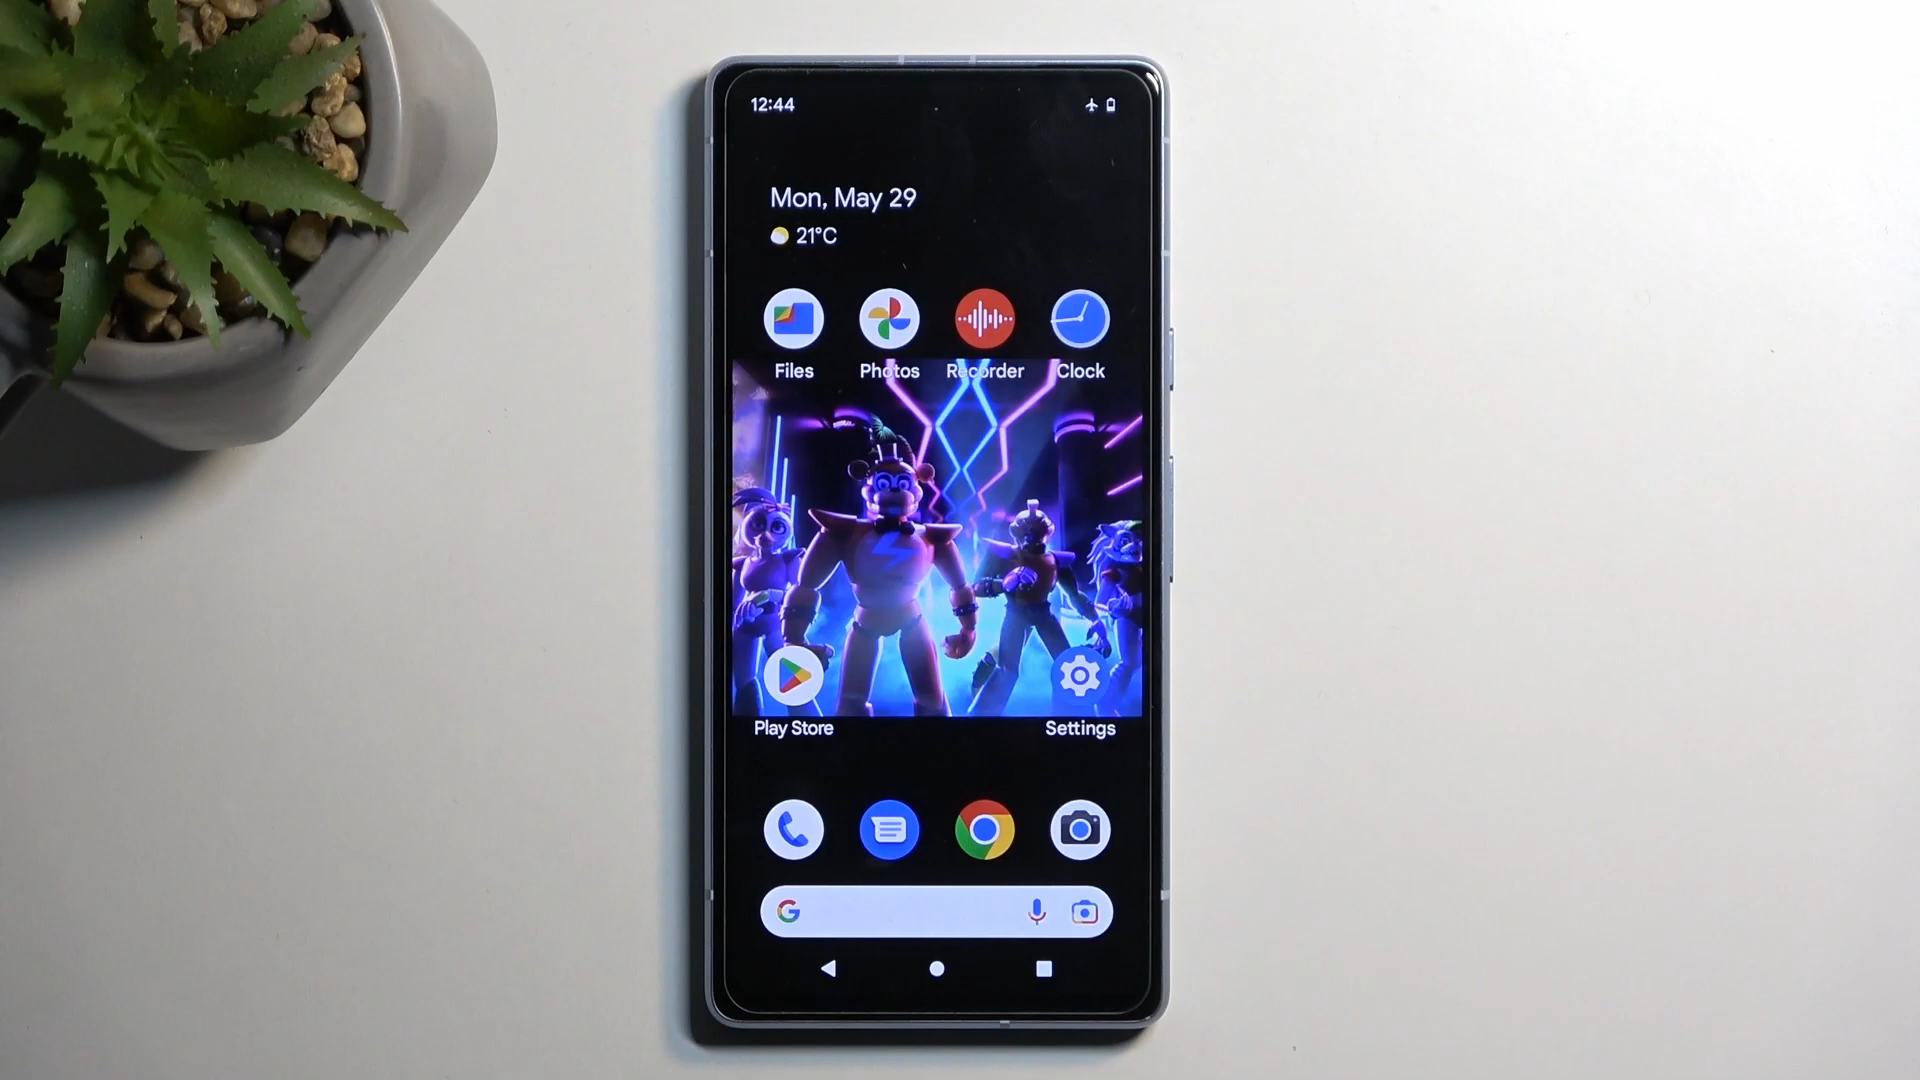 12:44
Mon, May 29
21°C
Files Photos Recorder Clock
Play Store Settings
G